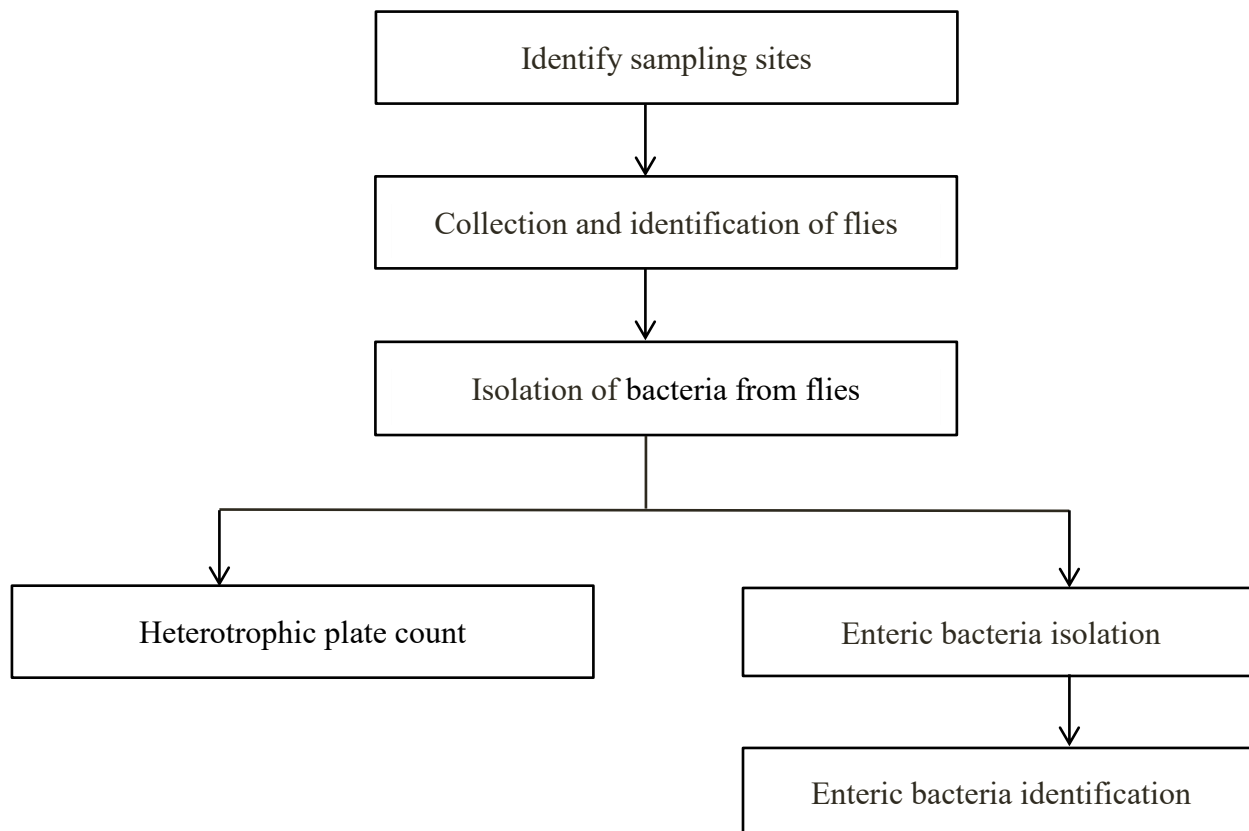 Identify sampling sites
Collection and identification of flies
Isolation of bacteria from flies
Heterotrophic plate count
Enteric bacteria isolation
Enteric bacteria identification